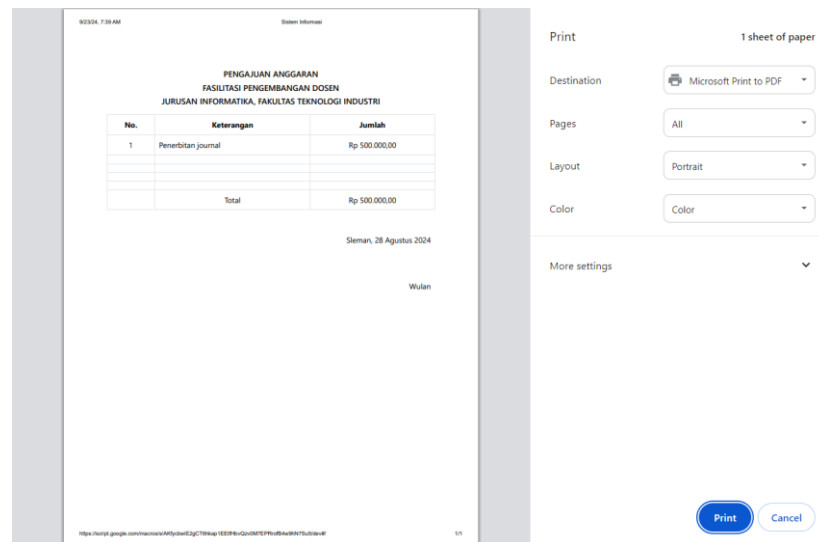 9/23/24, 7:39 AM Sistem Informasi
PENGAJUAN ANGGARAN
FASILITASI PENGEMBANGAN DOSEN
JURUSAN INFORMATIKA, FAKULTAS TEKNOLOGI INDUSTRI
No. Keterangan Jumlah
1 Penerbitan journal Rp 500.000,00
Total Rp 500.000,00
Sleman, 28 Agustus 2024
Wulan
1/1
Print 1 sheet of paper
Destination Microsoft Print to PDF
Pages All
Layout Portrait
Color Color
More settings
Print Cancel